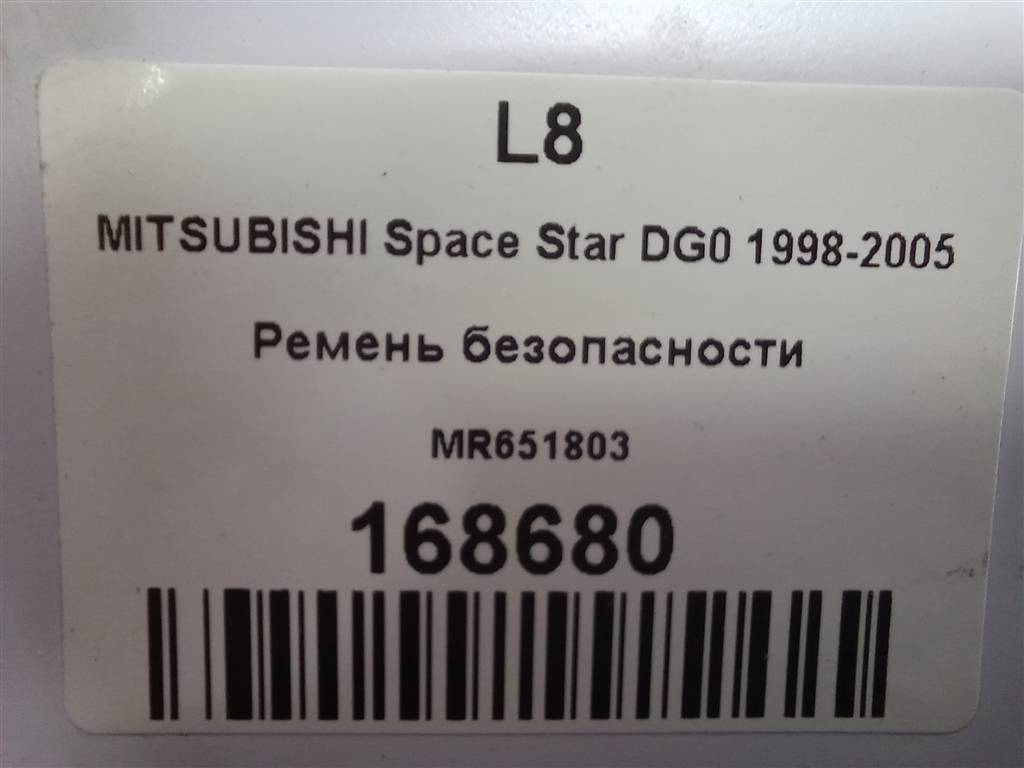 L8
MITSUBISHI Space Star DG0 1998-2005
Ремень безопасности
MR651803
168680